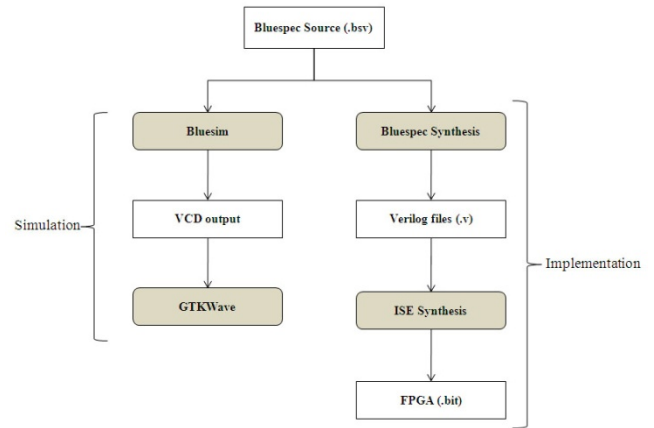 Bluespec Source (.bsv)
Bluesim
Bluespec Synthesis
VCD output
Verilog files (.v)
Simulation
Implementation
GTKWave
ISE Synthesis
FPGA (.bit)